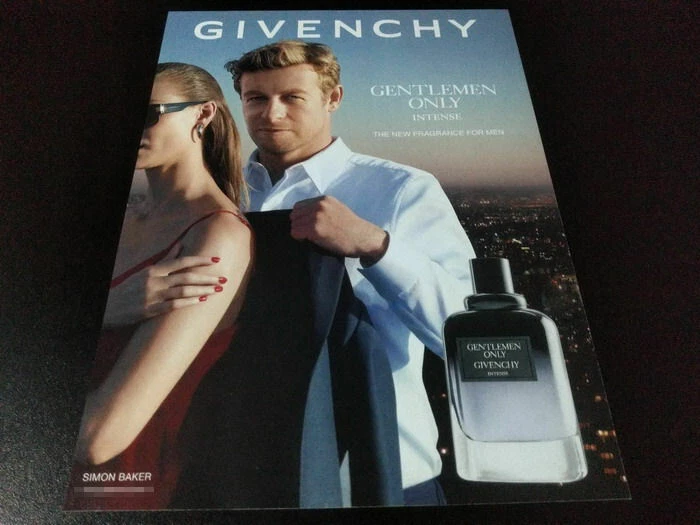 GIVENCHY
GENTLEMEN
ONLY
INTENSE
THE NEW FRAGRANCE FOR MEN
GENTLEMEN
ONLY
GIVENCHY
INTENSE
SIMON BAKER